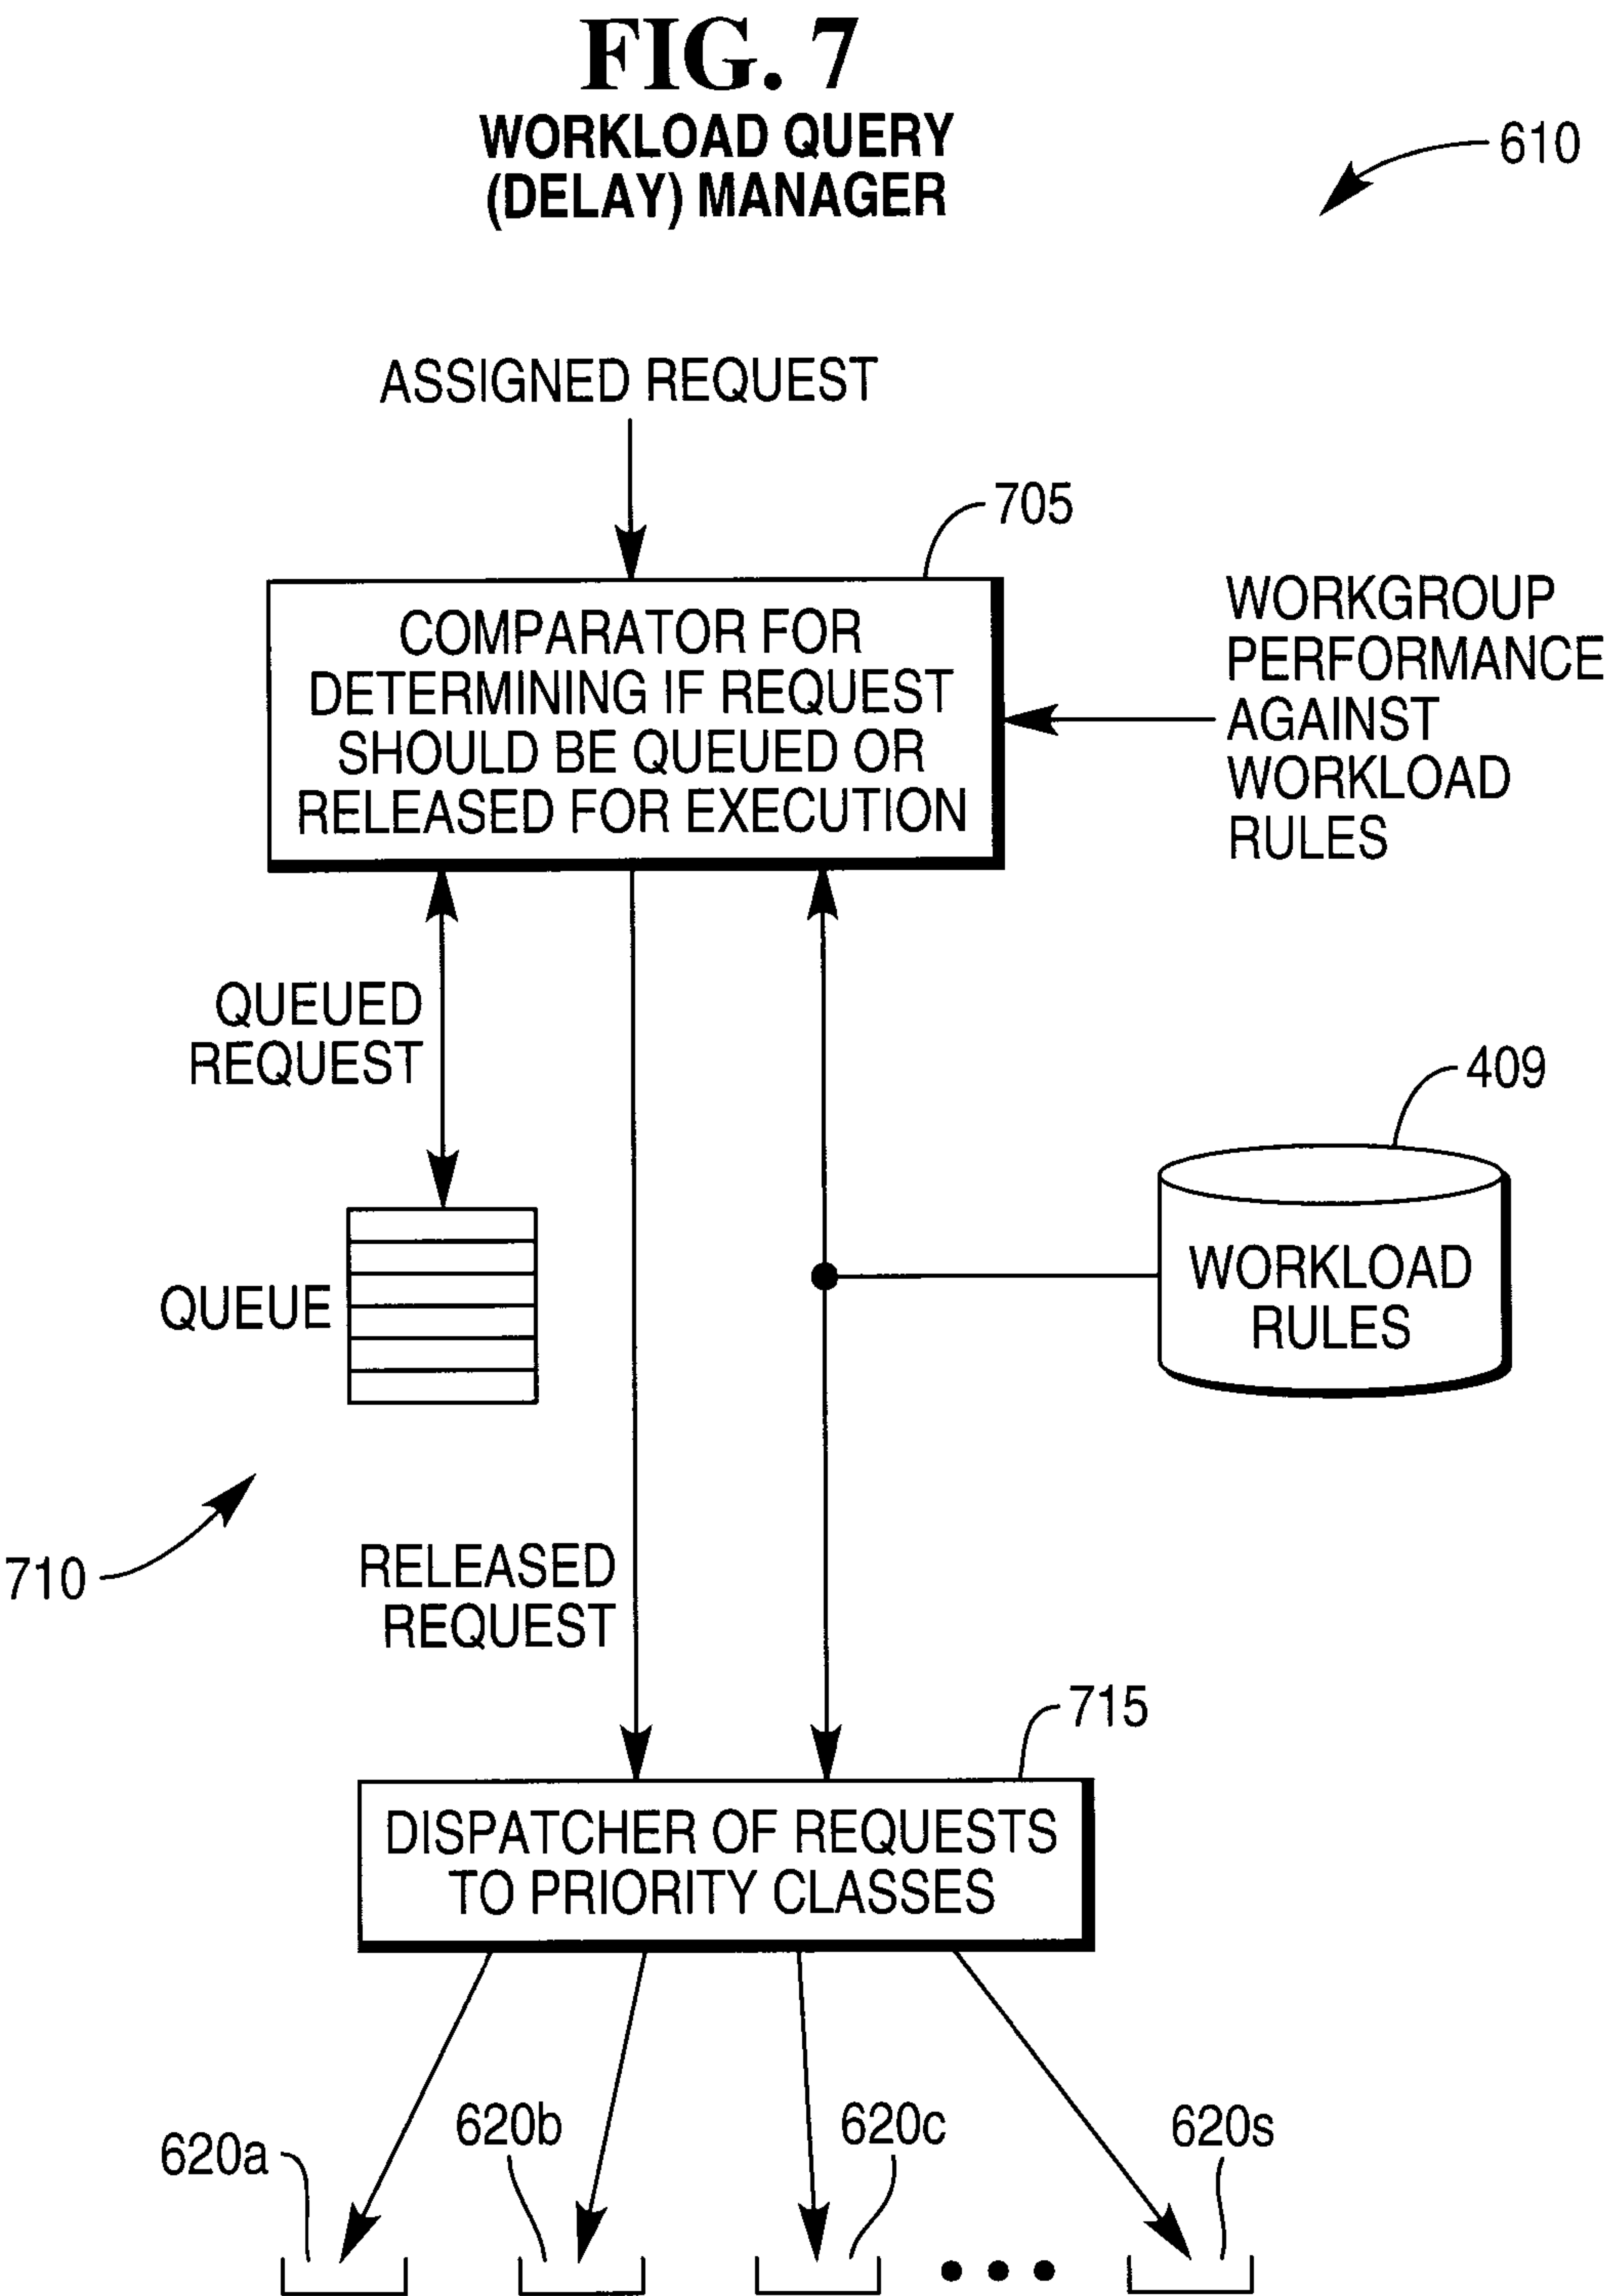 FIG. 7
WORKLOAD QUERY
(DELAY) MANAGER
610
ASSIGNED REQUEST
705
COMPARATOR FOR
DETERMINING IF REQUEST
SHOULD BE QUEUED OR
RELEASED FOR EXECUTION
WORKGROUP
PERFORMANCE
AGAINST
WORKLOAD
RULES
QUEUED
REQUEST
409
QUEUE
WORKLOAD
RULES
710
RELEASED
REQUEST
715
DISPATCHER OF REQUESTS
TO PRIORITY CLASSES
620a
620b
620c
620s